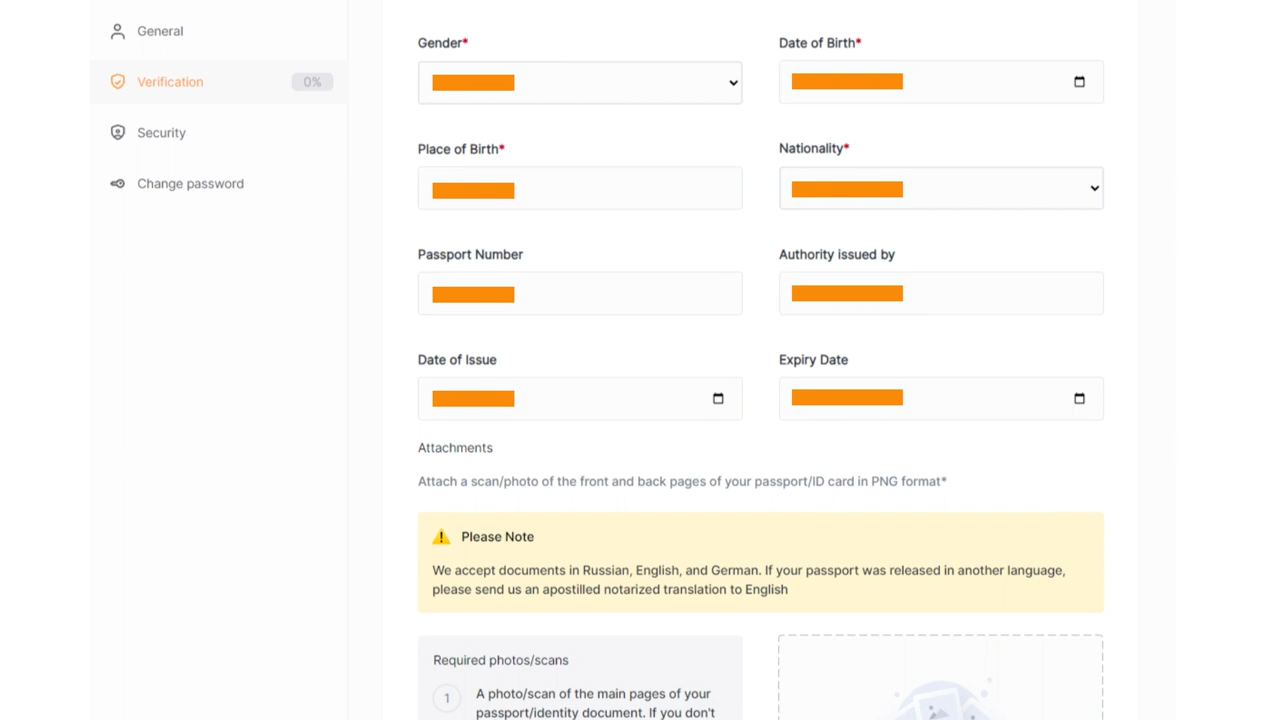 General
Verification 0%
Security
Change password
Gender* Date of Birth*
Place of Birth* Nationality*
Passport Number Authority issued by
Date of Issue Expiry Date
Attachments
Attach a scan/photo of the front and back pages of your passport/ID card in PNG format*
Please Note
We accept documents in Russian, English, and German. If your passport was released in another language,
please send us an apostilled notarized translation to English
Required photos/scans
1 A photo/scan of the main pages of your
passport/identity document. If you don't